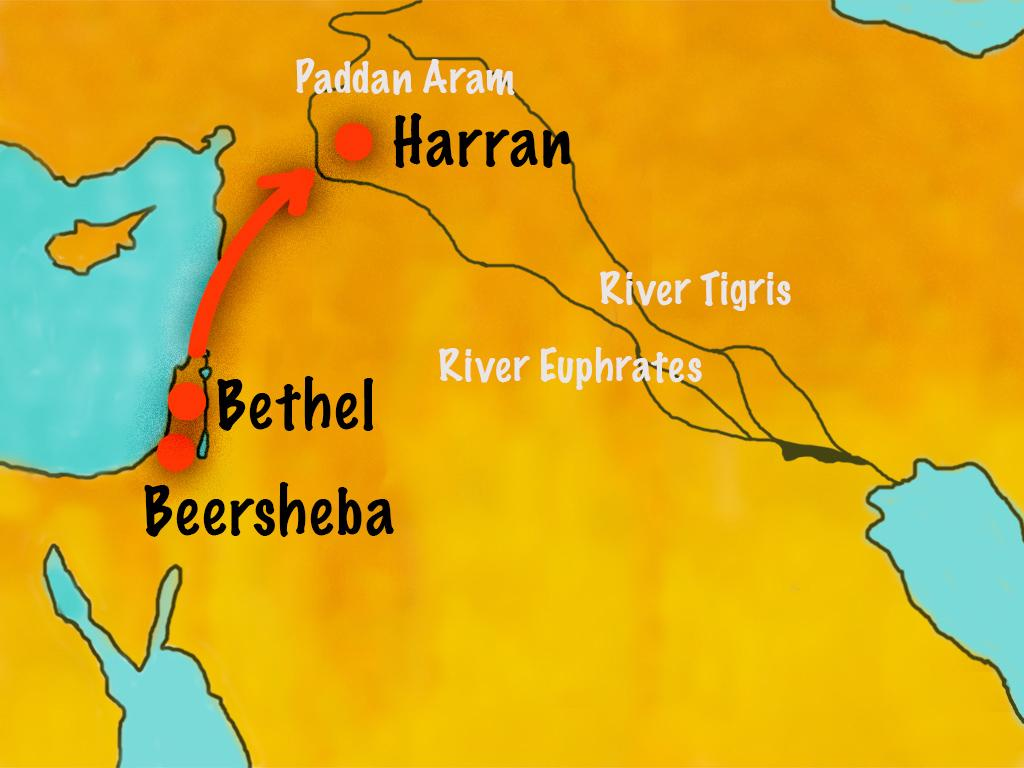 Paddan Aram
Harran
River Tigris
River Euphrates
Bethel
Beersheba